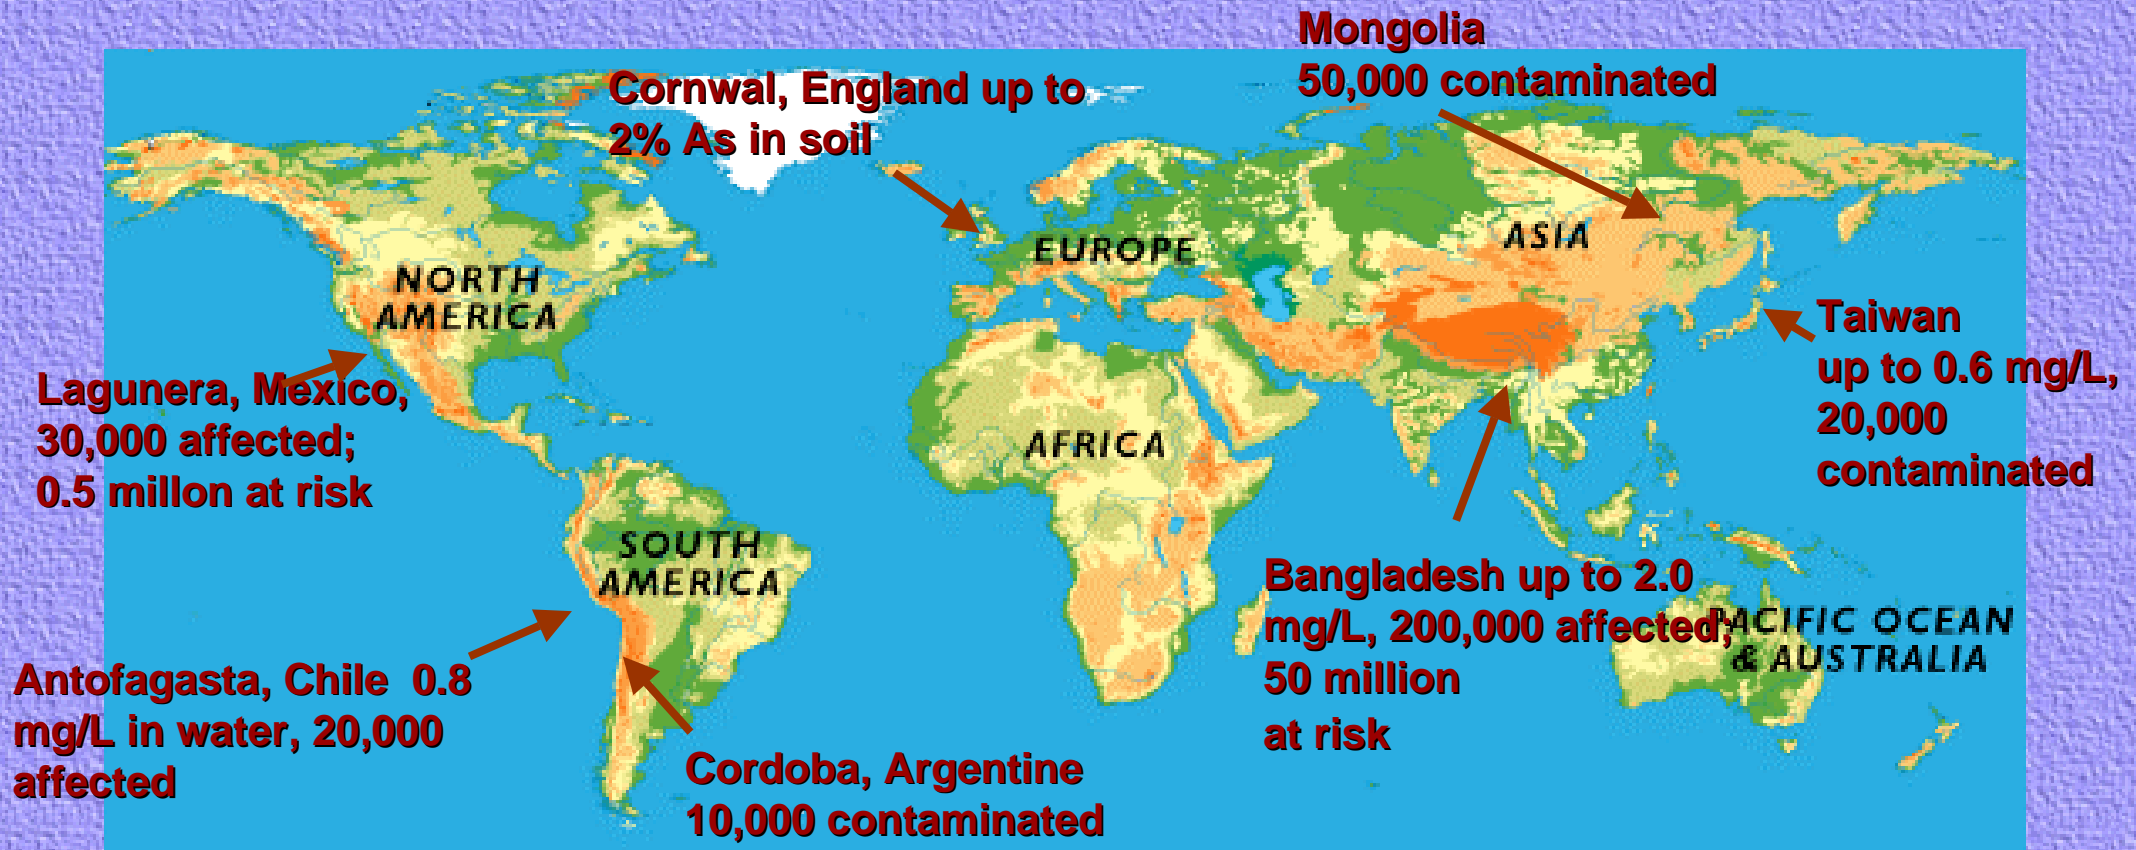 Mongolia
50,000 contaminated
Cornwal, England up to
2% As in soil
ASIA
EUROPE
NORTH
AMERICA
Taiwan
up to 0.6 mg/L,
20,000
contaminated
Lagunera, Mexico,
30,000 affected;
0.5 millon at risk
AFRICA
SOUTH
AMERICA
Bangladesh up to 2.0
mg/L, 200,000 affected;
50 million
at risk
PACIFIC OCEAN
& AUSTRALIA
Antofagasta, Chile 0.8
mg/L in water, 20,000
affected
Cordoba, Argentine
10,000 contaminated